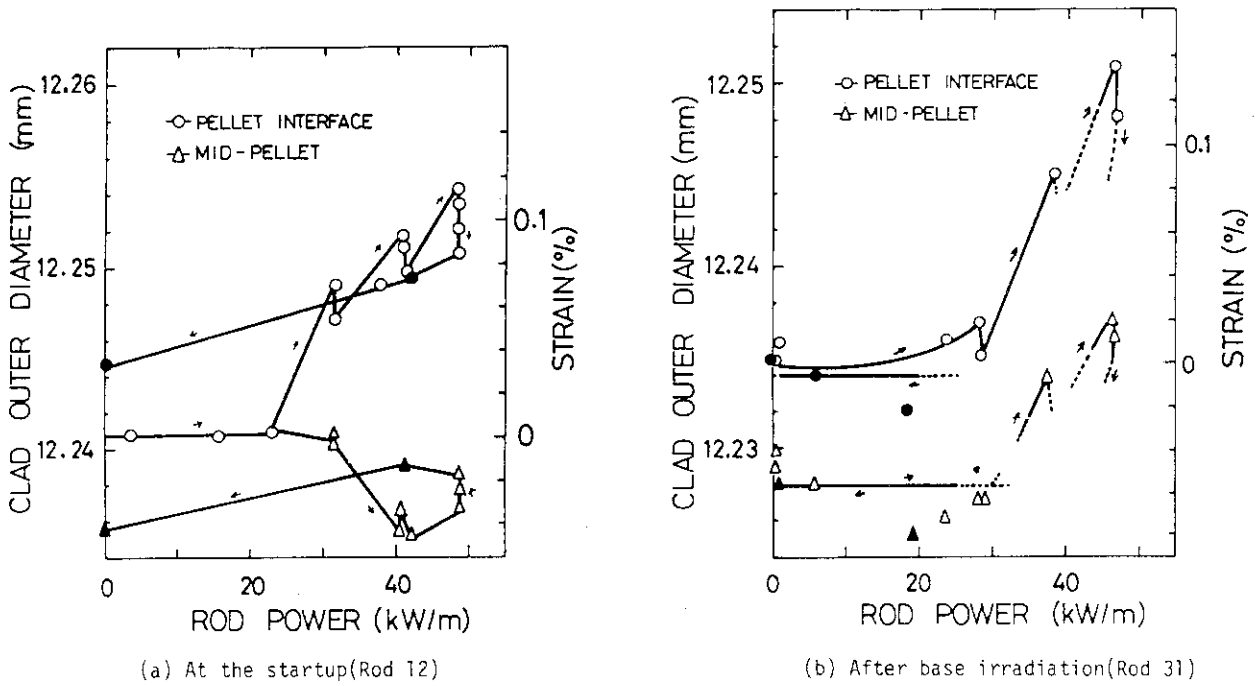 12.26
12.25
12.24
CLAD OUTER DIAMETER (mm)
PELLET INTERFACE
MID-PELLET
0.1
0
STRAIN(%)
0
20
40
ROD POWER (kW/m)
(a) At the startup(Rod 12)
12.25
12.24
12.23
CLAD OUTER DIAMETER (mm)
PELLET INTERFACE
MID-PELLET
0.1
0
STRAIN (%)
0
20
40
ROD POWER (kW/m)
(b) After base irradiation(Rod 31)